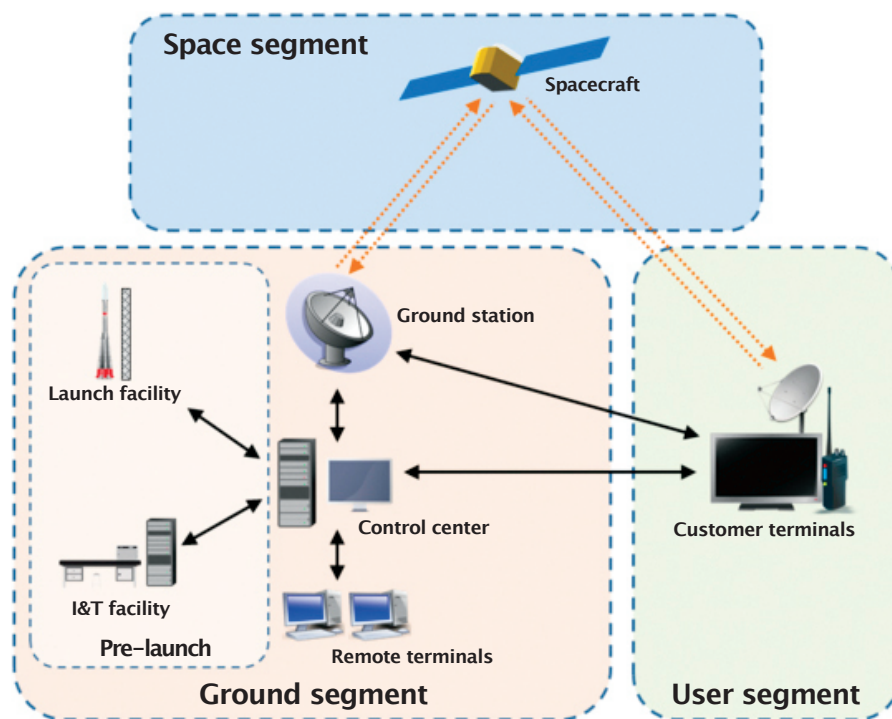 Space segment
Spacecraft
Ground station
Launch facility
Control center
Customer terminals
I&T facility
Pre-launch
Remote terminals
Ground segment
User segment